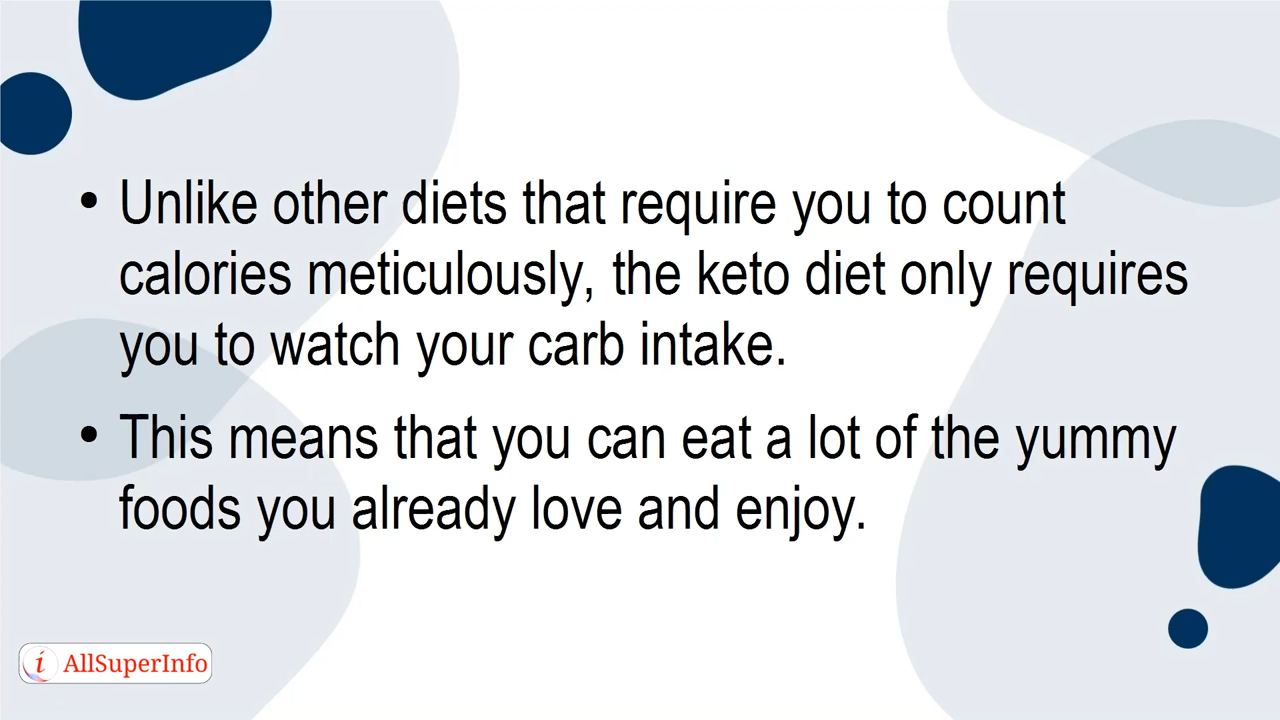 • Unlike other diets that require you to count
calories meticulously, the keto diet only requires
you to watch your carb intake.
• This means that you can eat a lot of the yummy
foods you already love and enjoy.
i AllSuperInfo